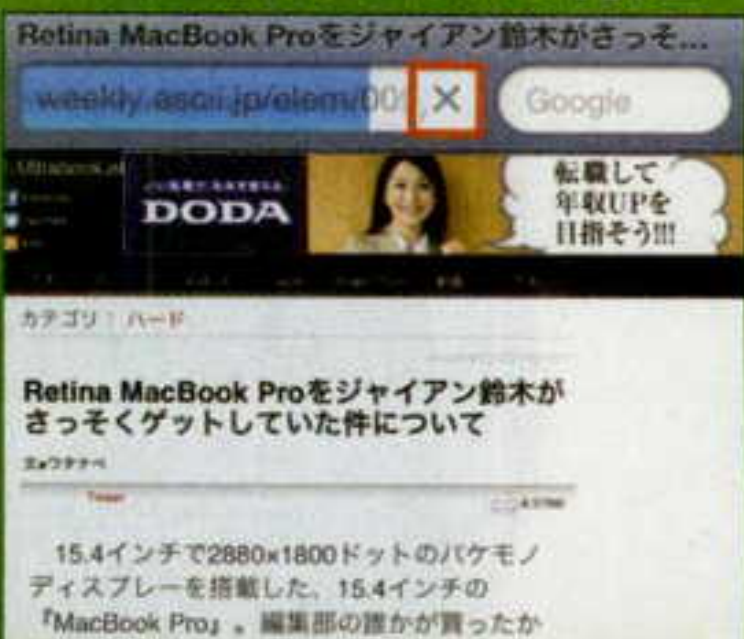 Retina MacBook Proをジャイアン鈴木がさっそ...
weekly.ascii.jp/elem/00
×
Google
DODA
転職して
年収UPを
目指そう!!!
カテゴリ： ハード
Retina MacBook Proをジャイアン鈴木が
さっそくゲットしていた件について
文●ワタナベ
15.4インチで2880×1800ドットのバケモノ
ディスプレーを搭載した、15.4インチの
『MacBook Pro』。編集部の誰かが買ったか